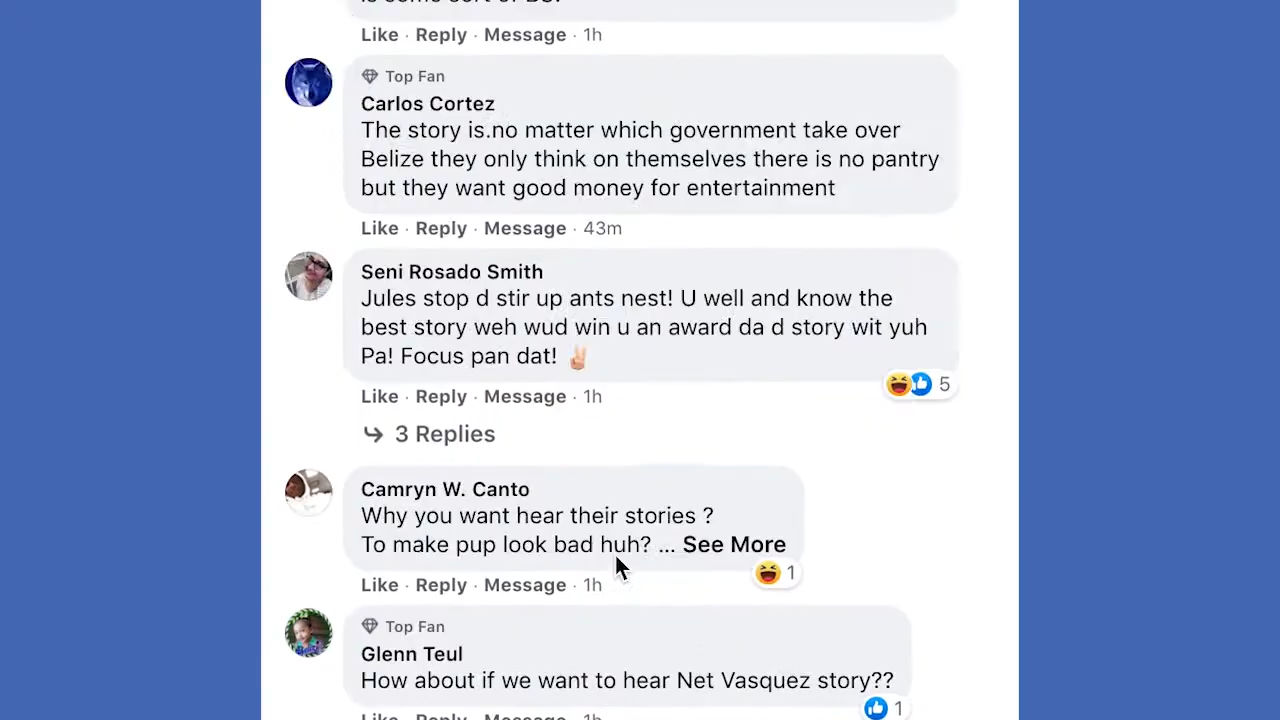 Like · Reply · Message · 1h
Top Fan
Carlos Cortez
The story is.no matter which government take over
Belize they only think on themselves there is no pantry
but they want good money for entertainment
Like · Reply · Message · 43m
Seni Rosado Smith
Jules stop d stir up ants nest! U well and know the
best story weh wud win u an award da d story wit yuh
Pa! Focus pan dat! ✌🏻
5
Like · Reply · Message · 1h
3 Replies
Camryn W. Canto
Why you want hear their stories ?
To make pup look bad huh? ... See More
1
Like · Reply · Message · 1h
Top Fan
Glenn Teul
How about if we want to hear Net Vasquez story??
1
Like · Reply · Message · 1h